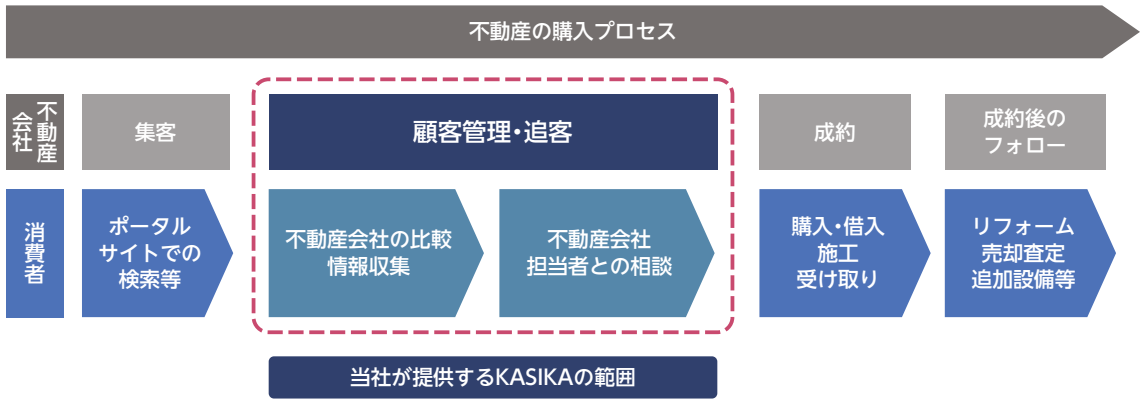 不動産の購入プロセス
不動産
会社
集客
顧客管理・追客
成約
成約後の
フォロー
消費者
ポータル
サイトでの
検索等
不動産会社の比較
情報収集
不動産会社
担当者との相談
購入・借入
施工
受け取り
リフォーム
売却査定
追加設備等
当社が提供するKASIKAの範囲